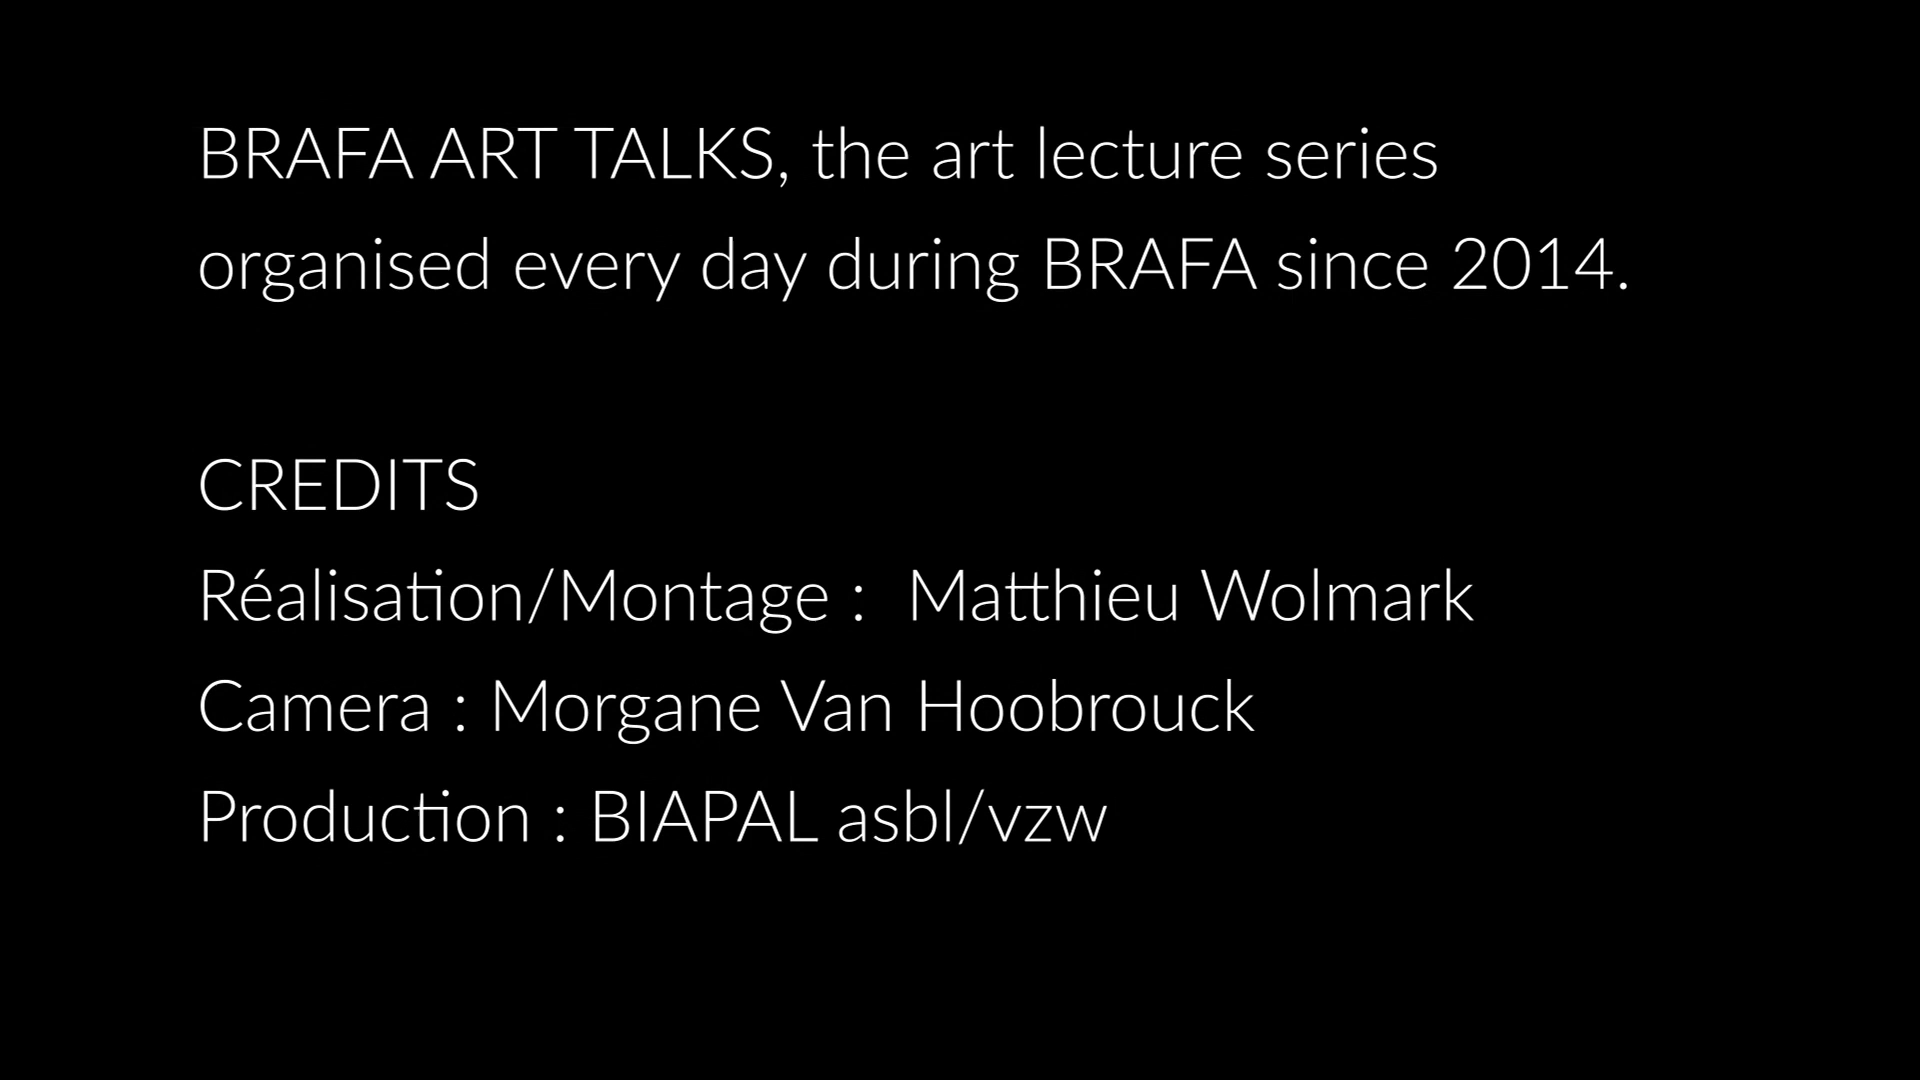 BRAFA ART TALKS, the art lecture series
organised every day during BRAFA since 2014.
CREDITS
Réalisation/Montage :  Matthieu Wolmark
Camera : Morgane Van Hoobrouck
Production : BIAPAL asbl/vzw